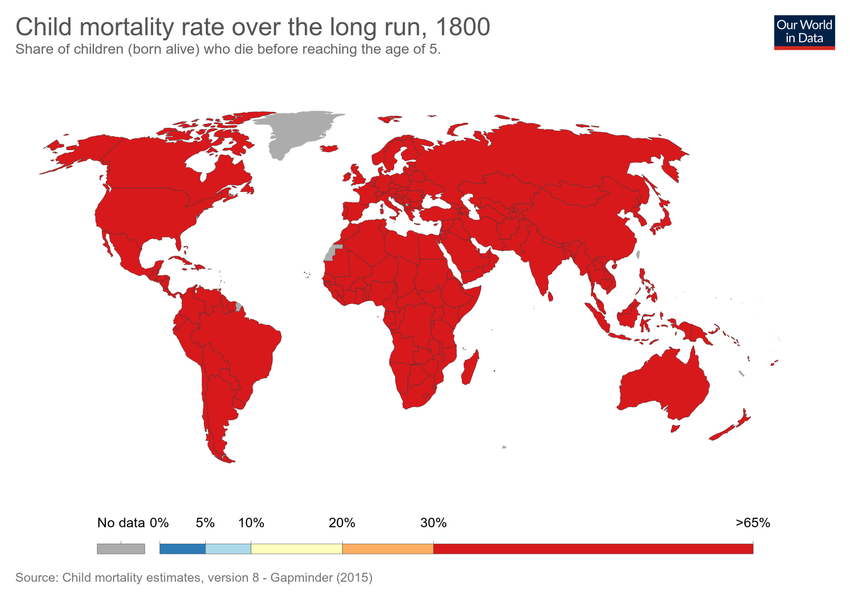 Child mortality rate over the long run, 1800
Share of children (born alive) who die before reaching the age of 5.
Our World
in Data
No data 0% 5% 10% 20% 30% >65%
Source: Child mortality estimates, version 8 - Gapminder (2015)